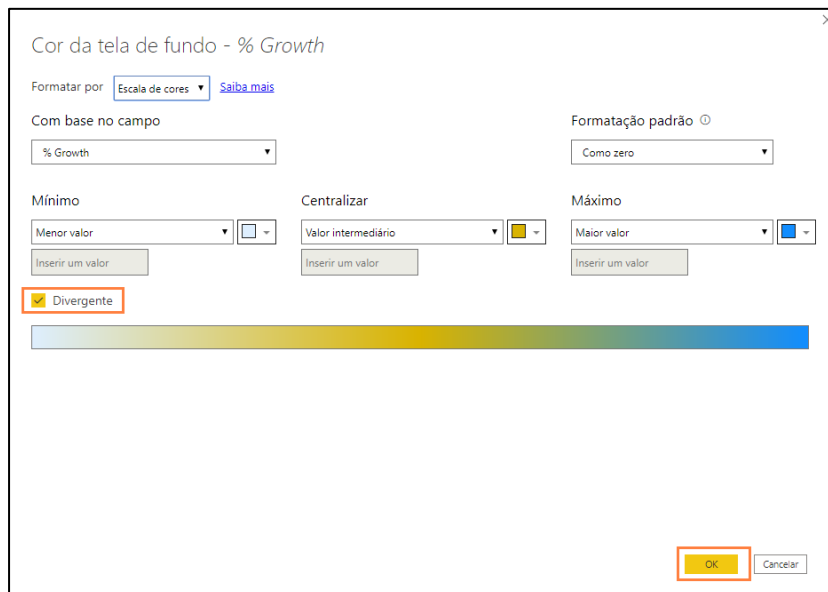 Cor da tela de fundo - % Growth
Formatar por Escala de cores Saiba mais
Com base no campo Formatação padrão
% Growth Como zero
Mínimo Centralizar Máximo
Menor valor Valor intermediário Maior valor
Inserir um valor Inserir um valor Inserir um valor
Divergente
OK Cancelar